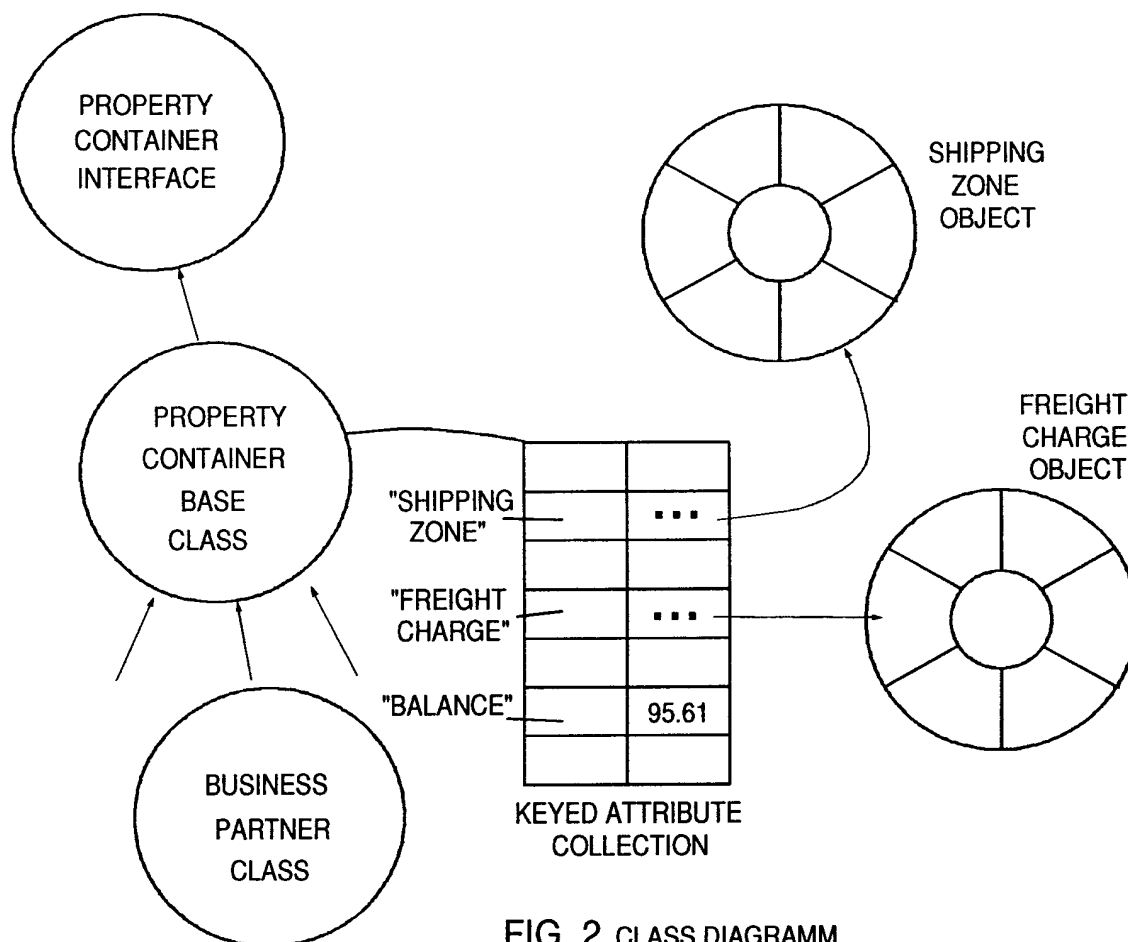 PROPERTY
CONTAINER
INTERFACE
SHIPPING
ZONE
OBJECT
PROPERTY
CONTAINER
BASE
CLASS
FREIGHT
CHARGE
OBJECT
"SHIPPING
ZONE"
"FREIGHT
CHARGE"
"BALANCE"
95.61
BUSINESS
PARTNER
CLASS
KEYED ATTRIBUTE
COLLECTION
FIG. 2 CLASS DIAGRAMM